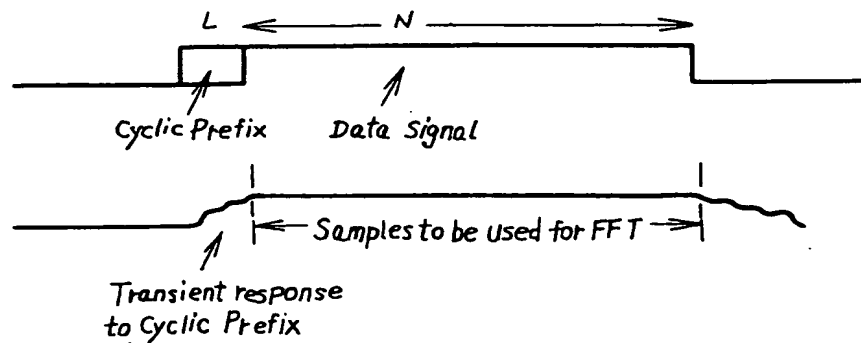 L
N
Cyclic Prefix
Data Signal
Samples to be used for FFT
Transient response
to Cyclic Prefix